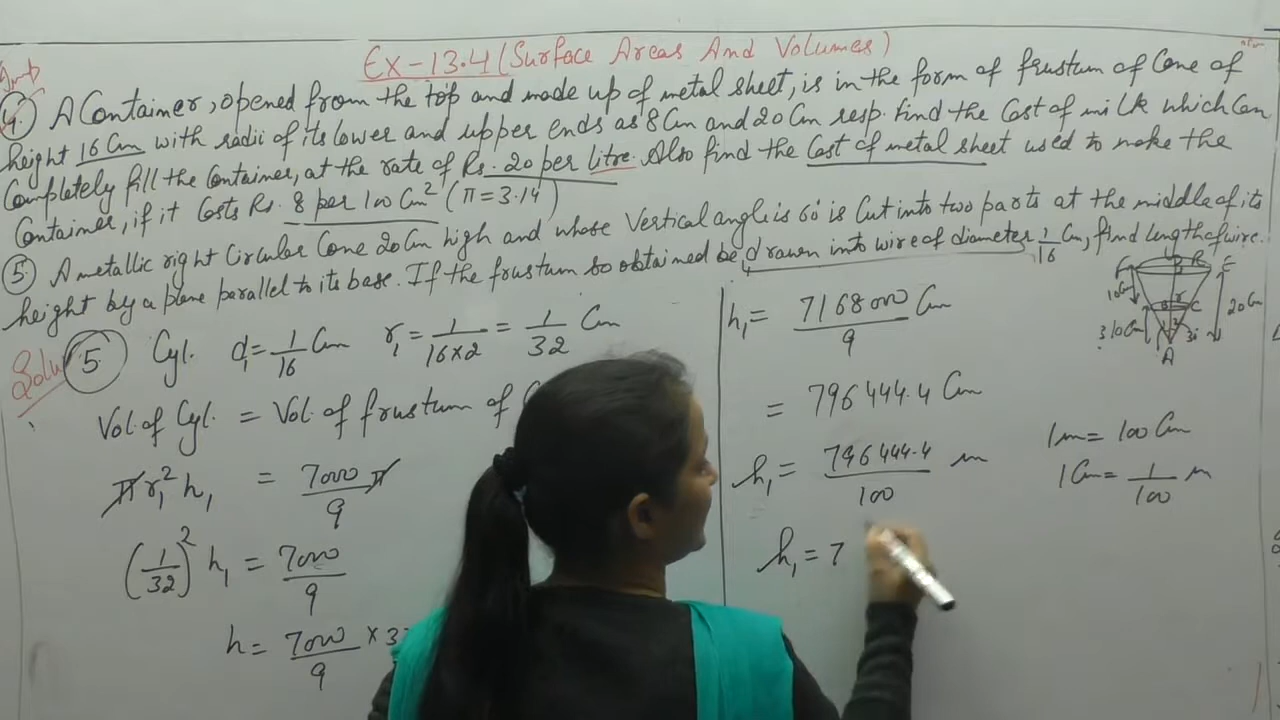 Ex-13.4 (Surface Areas And Volumes)
④ A Container, opened from the top and made up of metal sheet, is in the form of frustum of Cone of
height 16 Cm with radii of its lower and upper ends as 8 Cm and 20 Cm resp. Find the Cost of milk which Can
Completely fill the Container, at the rate of Rs. 20 per litre. Also find the Cost of metal sheet used to make the
Container, if it Costs Rs. 8 per 100 Cm² (π = 3.14)
⑤ A metallic right Circular Cone 20 Cm high and whose Vertical angle is 60° is Cut into two parts at the middle of its
height by a plane parallel to its base. If the frustum so obtained be drawn into wire of diameter 1/16 Cm, find length of wire.
Solu
⑤ Cyl. d₁ = 1/16 Cm r₁ = 1/16×2 = 1/32 Cm
Vol. of Cyl. = Vol. of frustum of
π r₁² h₁ = 7000/9 π
(1/32)² h₁ = 7000/9
h = 7000/9 × 3
h₁ = 7168000/9 Cm
= 796444.4 Cm
h₁ = 796444.4/100 m
h₁ = 7
1m = 100 Cm
1 Cm = 1/100 m
10Cm
20Cm
10Cm
A